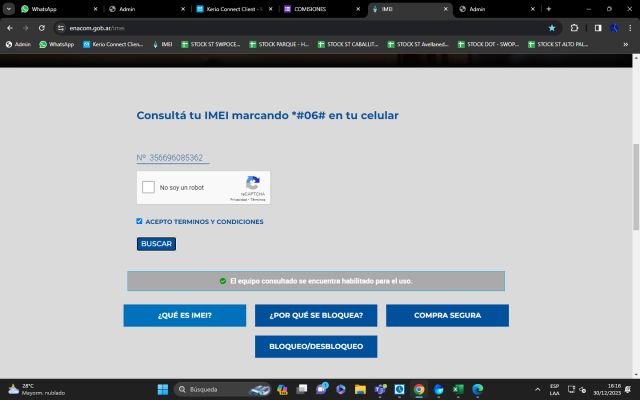 WhatsApp
Kerio Connect Client - I
COMISIONES
IMEI
Admin
enacom.gob.ar/imei
Admin
WhatsApp
Kerio Connect Clien...
IMEI
STOCK ST SWPOCE...
STOCK PARQUE - H...
STOCK ST CABALLIT...
STOCK ST Avellaned...
STOCK DOT - SWOP...
STOCK ST ALTO PAL...
Consultá tu IMEI marcando *#06# en tu celular
Nº 356696085362
No soy un robot
reCAPTCHA
Privacidad - Términos
ACEPTO TERMINOS Y CONDICIONES
BUSCAR
El equipo consultado se encuentra habilitado para el uso.
¿QUÉ ES IMEI?
¿POR QUÉ SE BLOQUEA?
COMPRA SEGURA
BLOQUEO/DESBLOQUEO
28°C
Mayorm. nublado
Búsqueda
ESP
LAA
16:16
30/12/2023